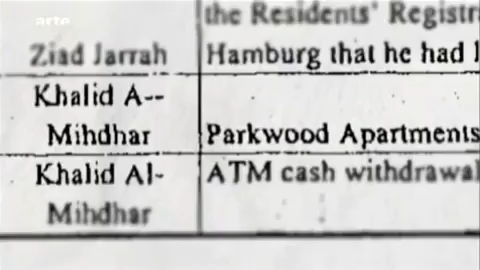 arte
the Residents' Registr
Ziad Jarrah Hamburg that he had
Khalid A--
Mihdhar Parkwood Apartments
Khalid Al- ATM cash withdrawal
Mihdhar